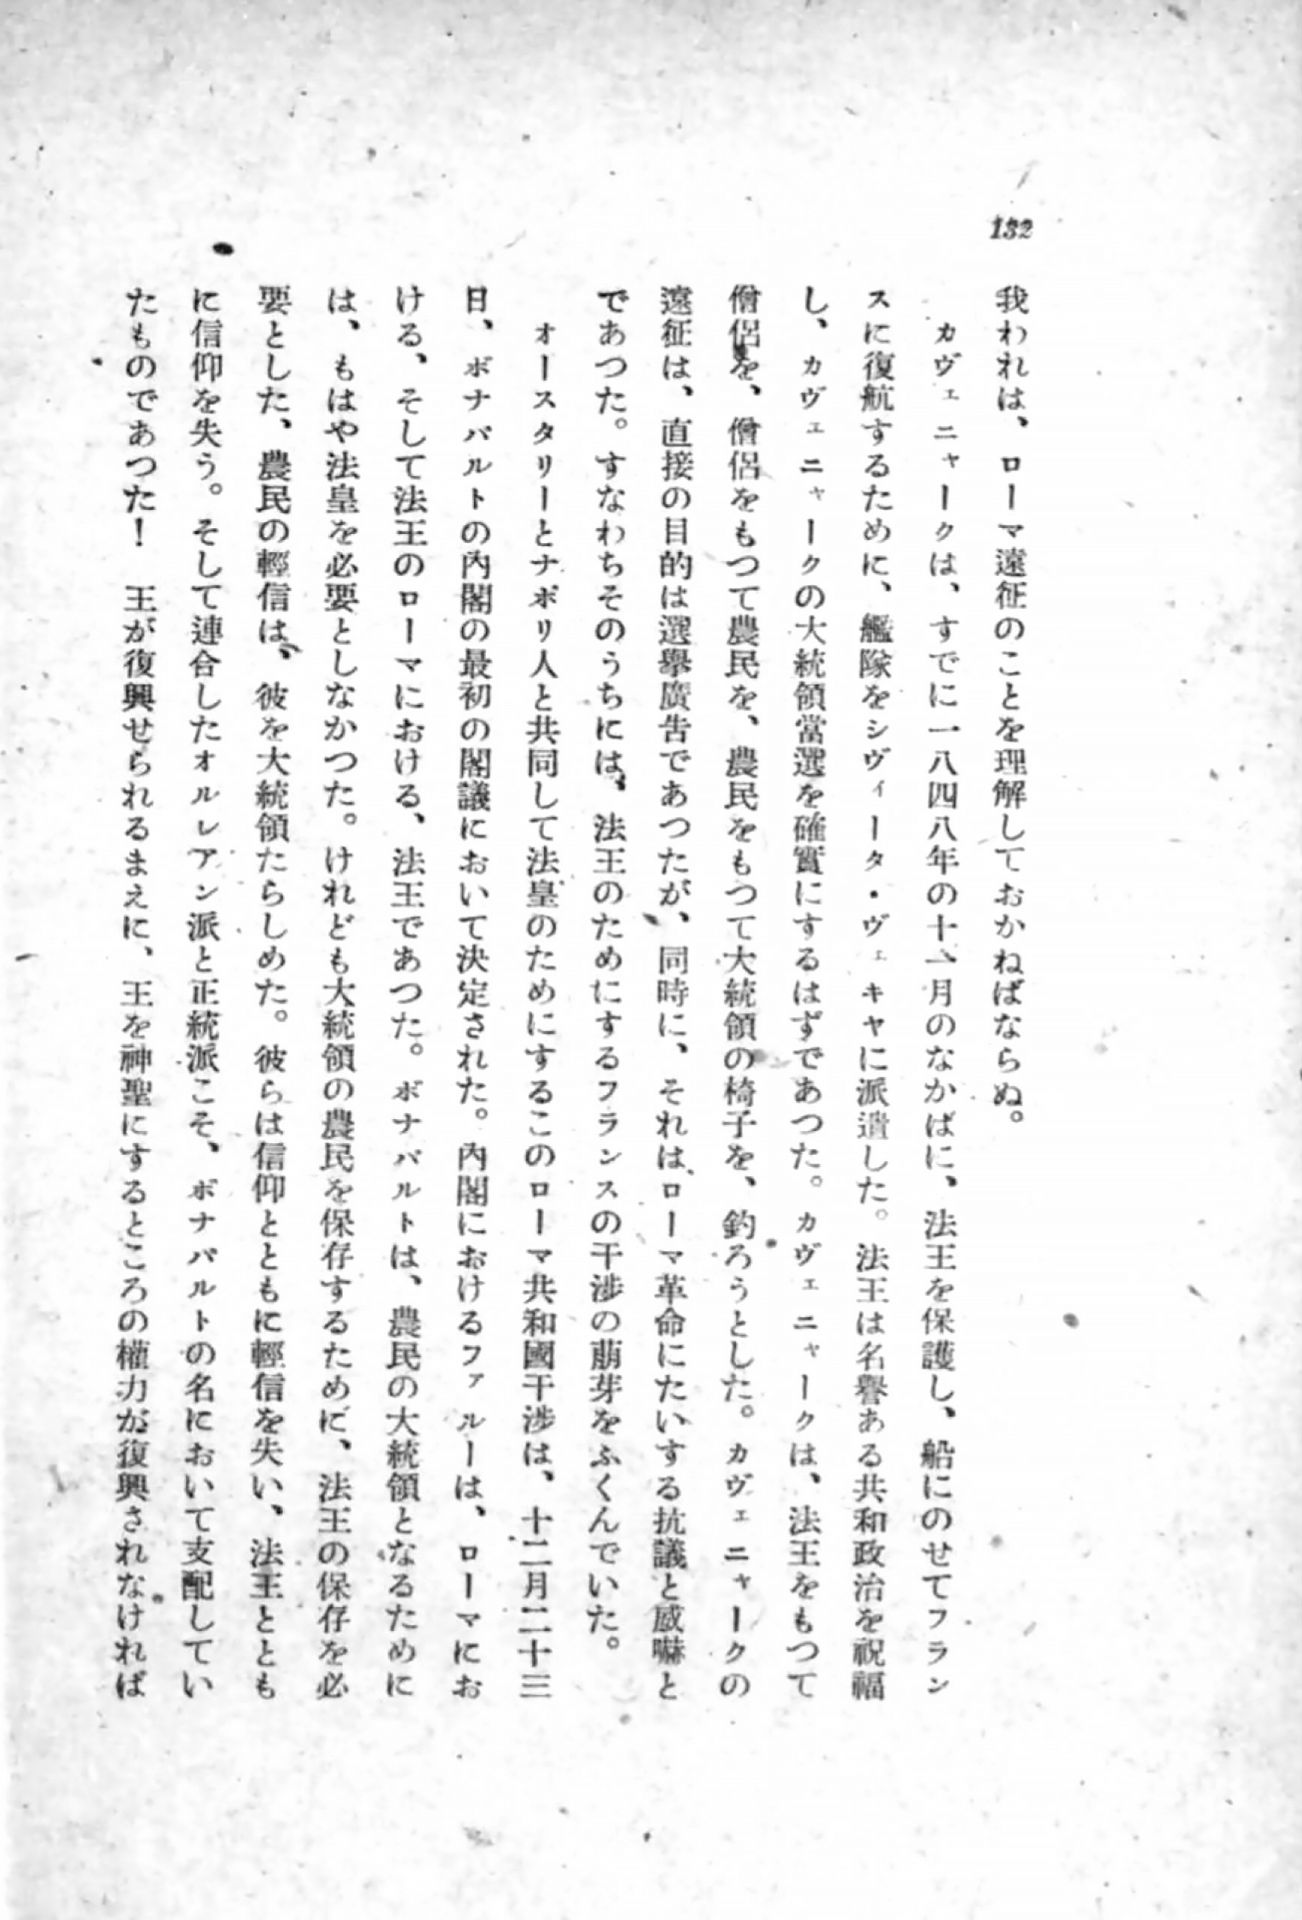 132
我われは、ローマ遠征のことを理解しておかねばならぬ。
カヴェニャークは、すでに一八四八年の十一月のなかばに、法王を保護し、船にのせてフラン
スに復航するために、艦隊をシヴィータ・ヴェキヤに派遣した。法王は名譽ある共和政治を祝福
し、カヴェニャークの大統領當選を確實にするはずであつた。カヴェニャークは、法王をもつて
僧侶を、僧侶をもつて農民を、農民をもつて大統領の椅子を、釣ろうとした。カヴェニャークの
遠征は、直接の目的は選擧廣告であつたが、同時に、それはローマ革命にたいする抗議と威嚇と
であつた。すなわちそのうちには、法王のためにするフランスの干渉の萠芽をふくんでいた。
オースタリーとナポリ人と共同して法皇のためにするこのローマ共和國干渉は、十二月二十三
日、ボナパルトの內閣の最初の閣議において決定された。內閣におけるファルーは、ローマにお
ける、そして法王のローマにおける、法王であつた。ボナパルトは、農民の大統領となるために
は、もはや法皇を必要としなかつた。けれども大統領の農民を保存するために、法王の保存を必
要とした、農民の輕信は、彼を大統領たらしめた。彼らは信仰とともに輕信を失い、法王ととも
に信仰を失う。そして連合したオルレアン派と正統派こそ、ボナパルトの名において支配してい
たものであつた！　王が復興せられるまえに、王を神聖にするところの權力が復興されなければ